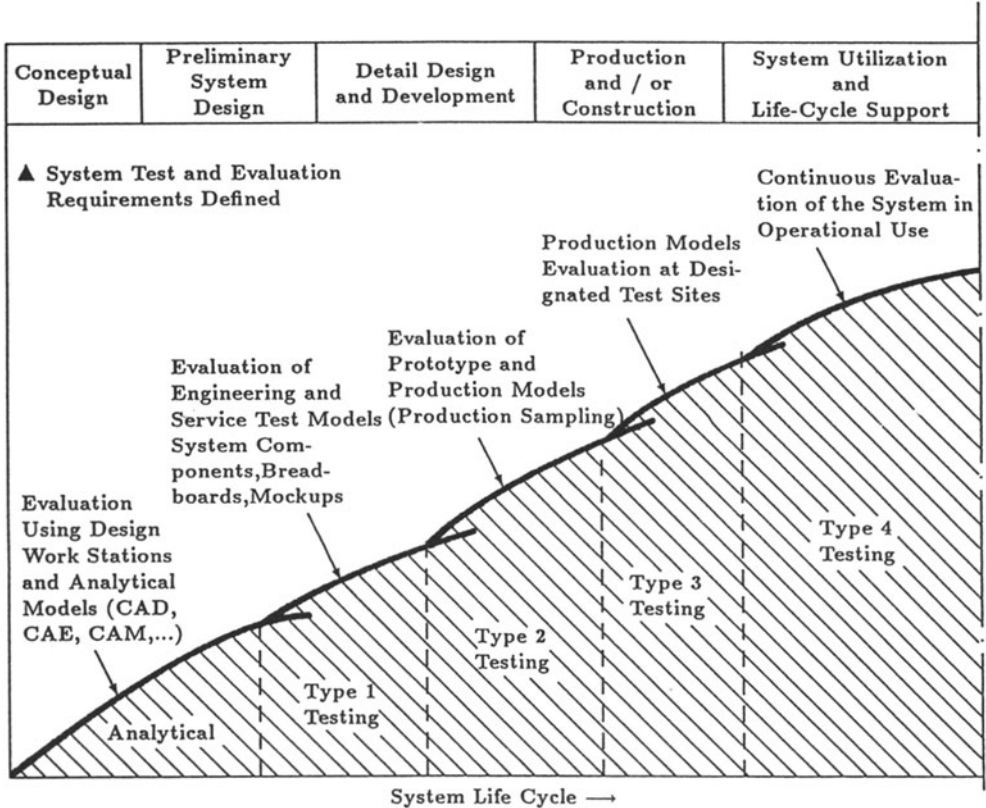 Conceptual
Design
Preliminary
System
Design
Detail Design
and Development
Production
and / or
Construction
System Utilization
and
Life-Cycle Support
▲ System Test and Evaluation
Requirements Defined
Continuous Evalua-
tion of the System in
Operational Use
Production Models
Evaluation at Desi-
gnated Test Sites
Evaluation of
Prototype and
Production Models
(Production Sampling)
Evaluation of
Engineering and
Service Test Models
System Com-
ponents,Bread-
boards,Mockups
Evaluation
Using Design
Work Stations
and Analytical
Models (CAD,
CAE, CAM,...)
Analytical
Type 1
Testing
Type 2
Testing
Type 3
Testing
Type 4
Testing
System Life Cycle →